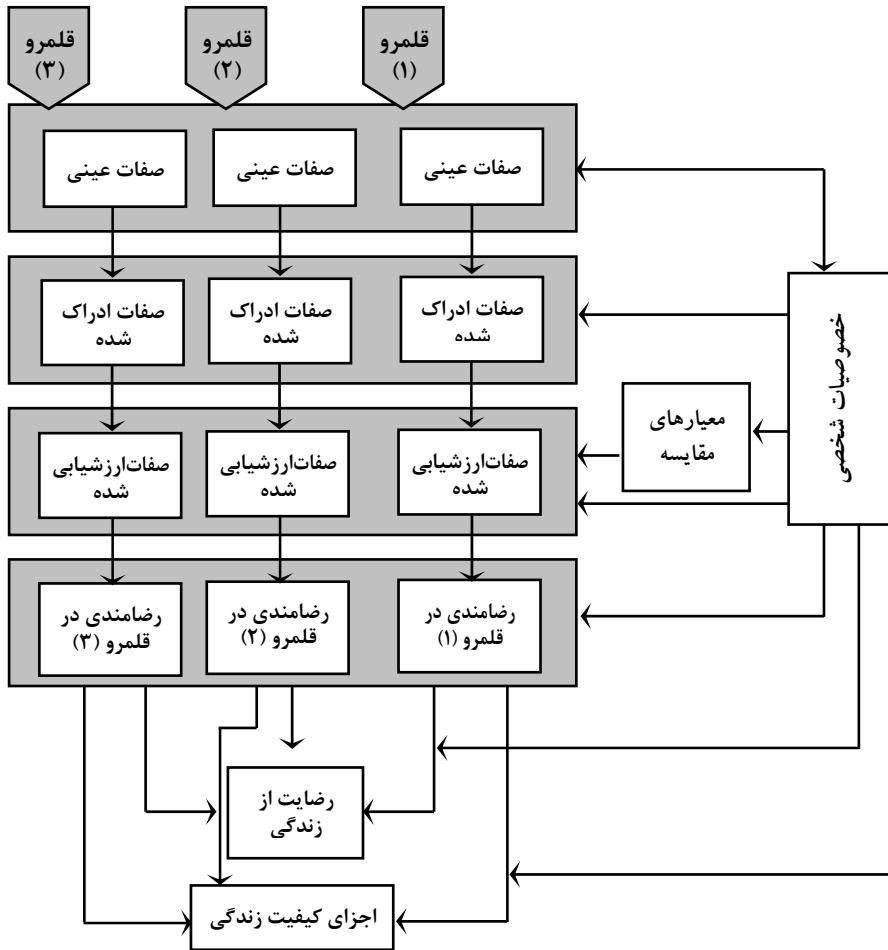 قلمرو
(۱)
قلمرو
(۲)
قلمرو
(۳)
صفات عینی
صفات عینی
صفات عینی
صفات ادراک
شده
صفات ادراک
شده
صفات ادراک
شده
خصوصیات شخصی
معیارهای
مقایسه
صفات‌ارزشیابی
شده
صفات‌ارزشیابی
شده
صفات‌ارزشیابی
شده
رضامندی در
قلمرو (۱)
رضامندی در
قلمرو (۲)
رضامندی در
قلمرو (۳)
رضایت از
زندگی
اجزای کیفیت زندگی